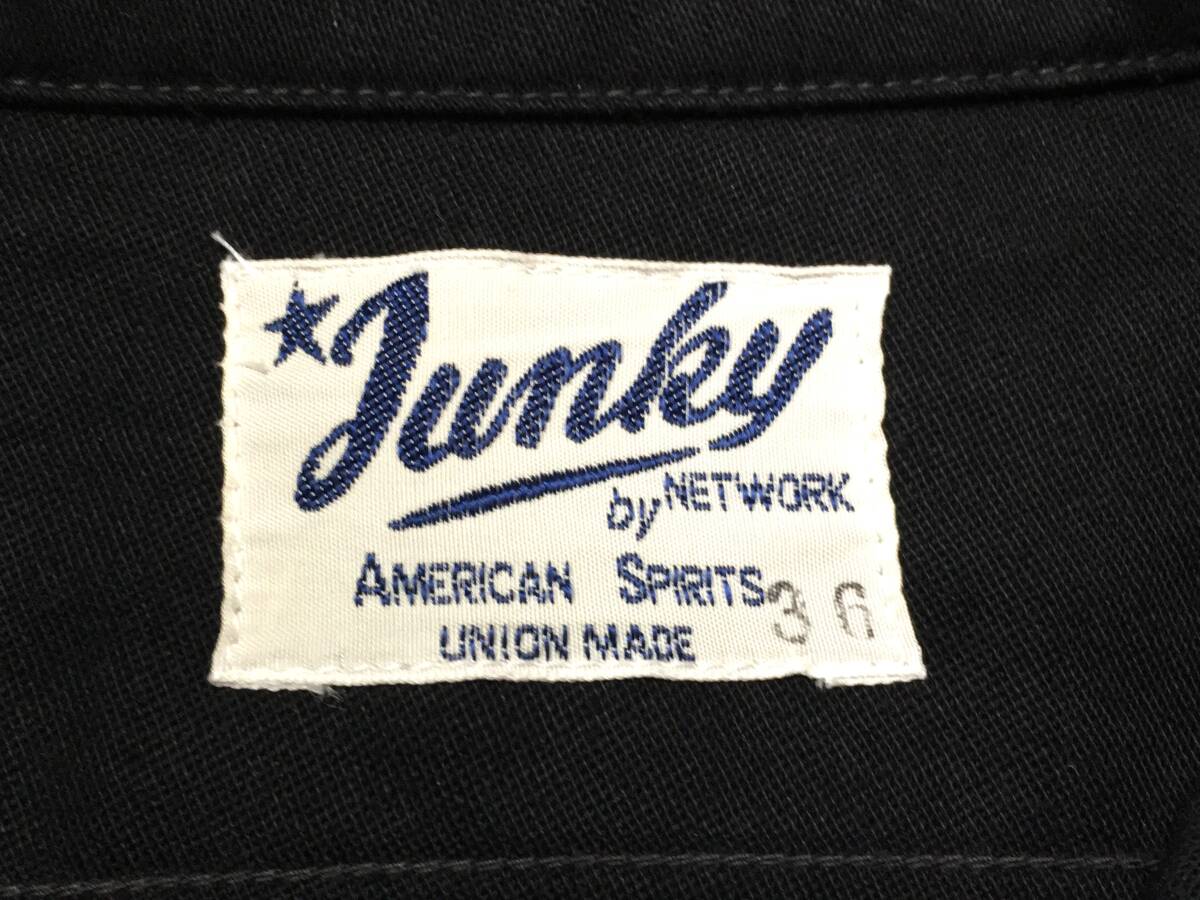 Junky
by NETWORK
AMERICAN SPIRITS 36
UNION MADE